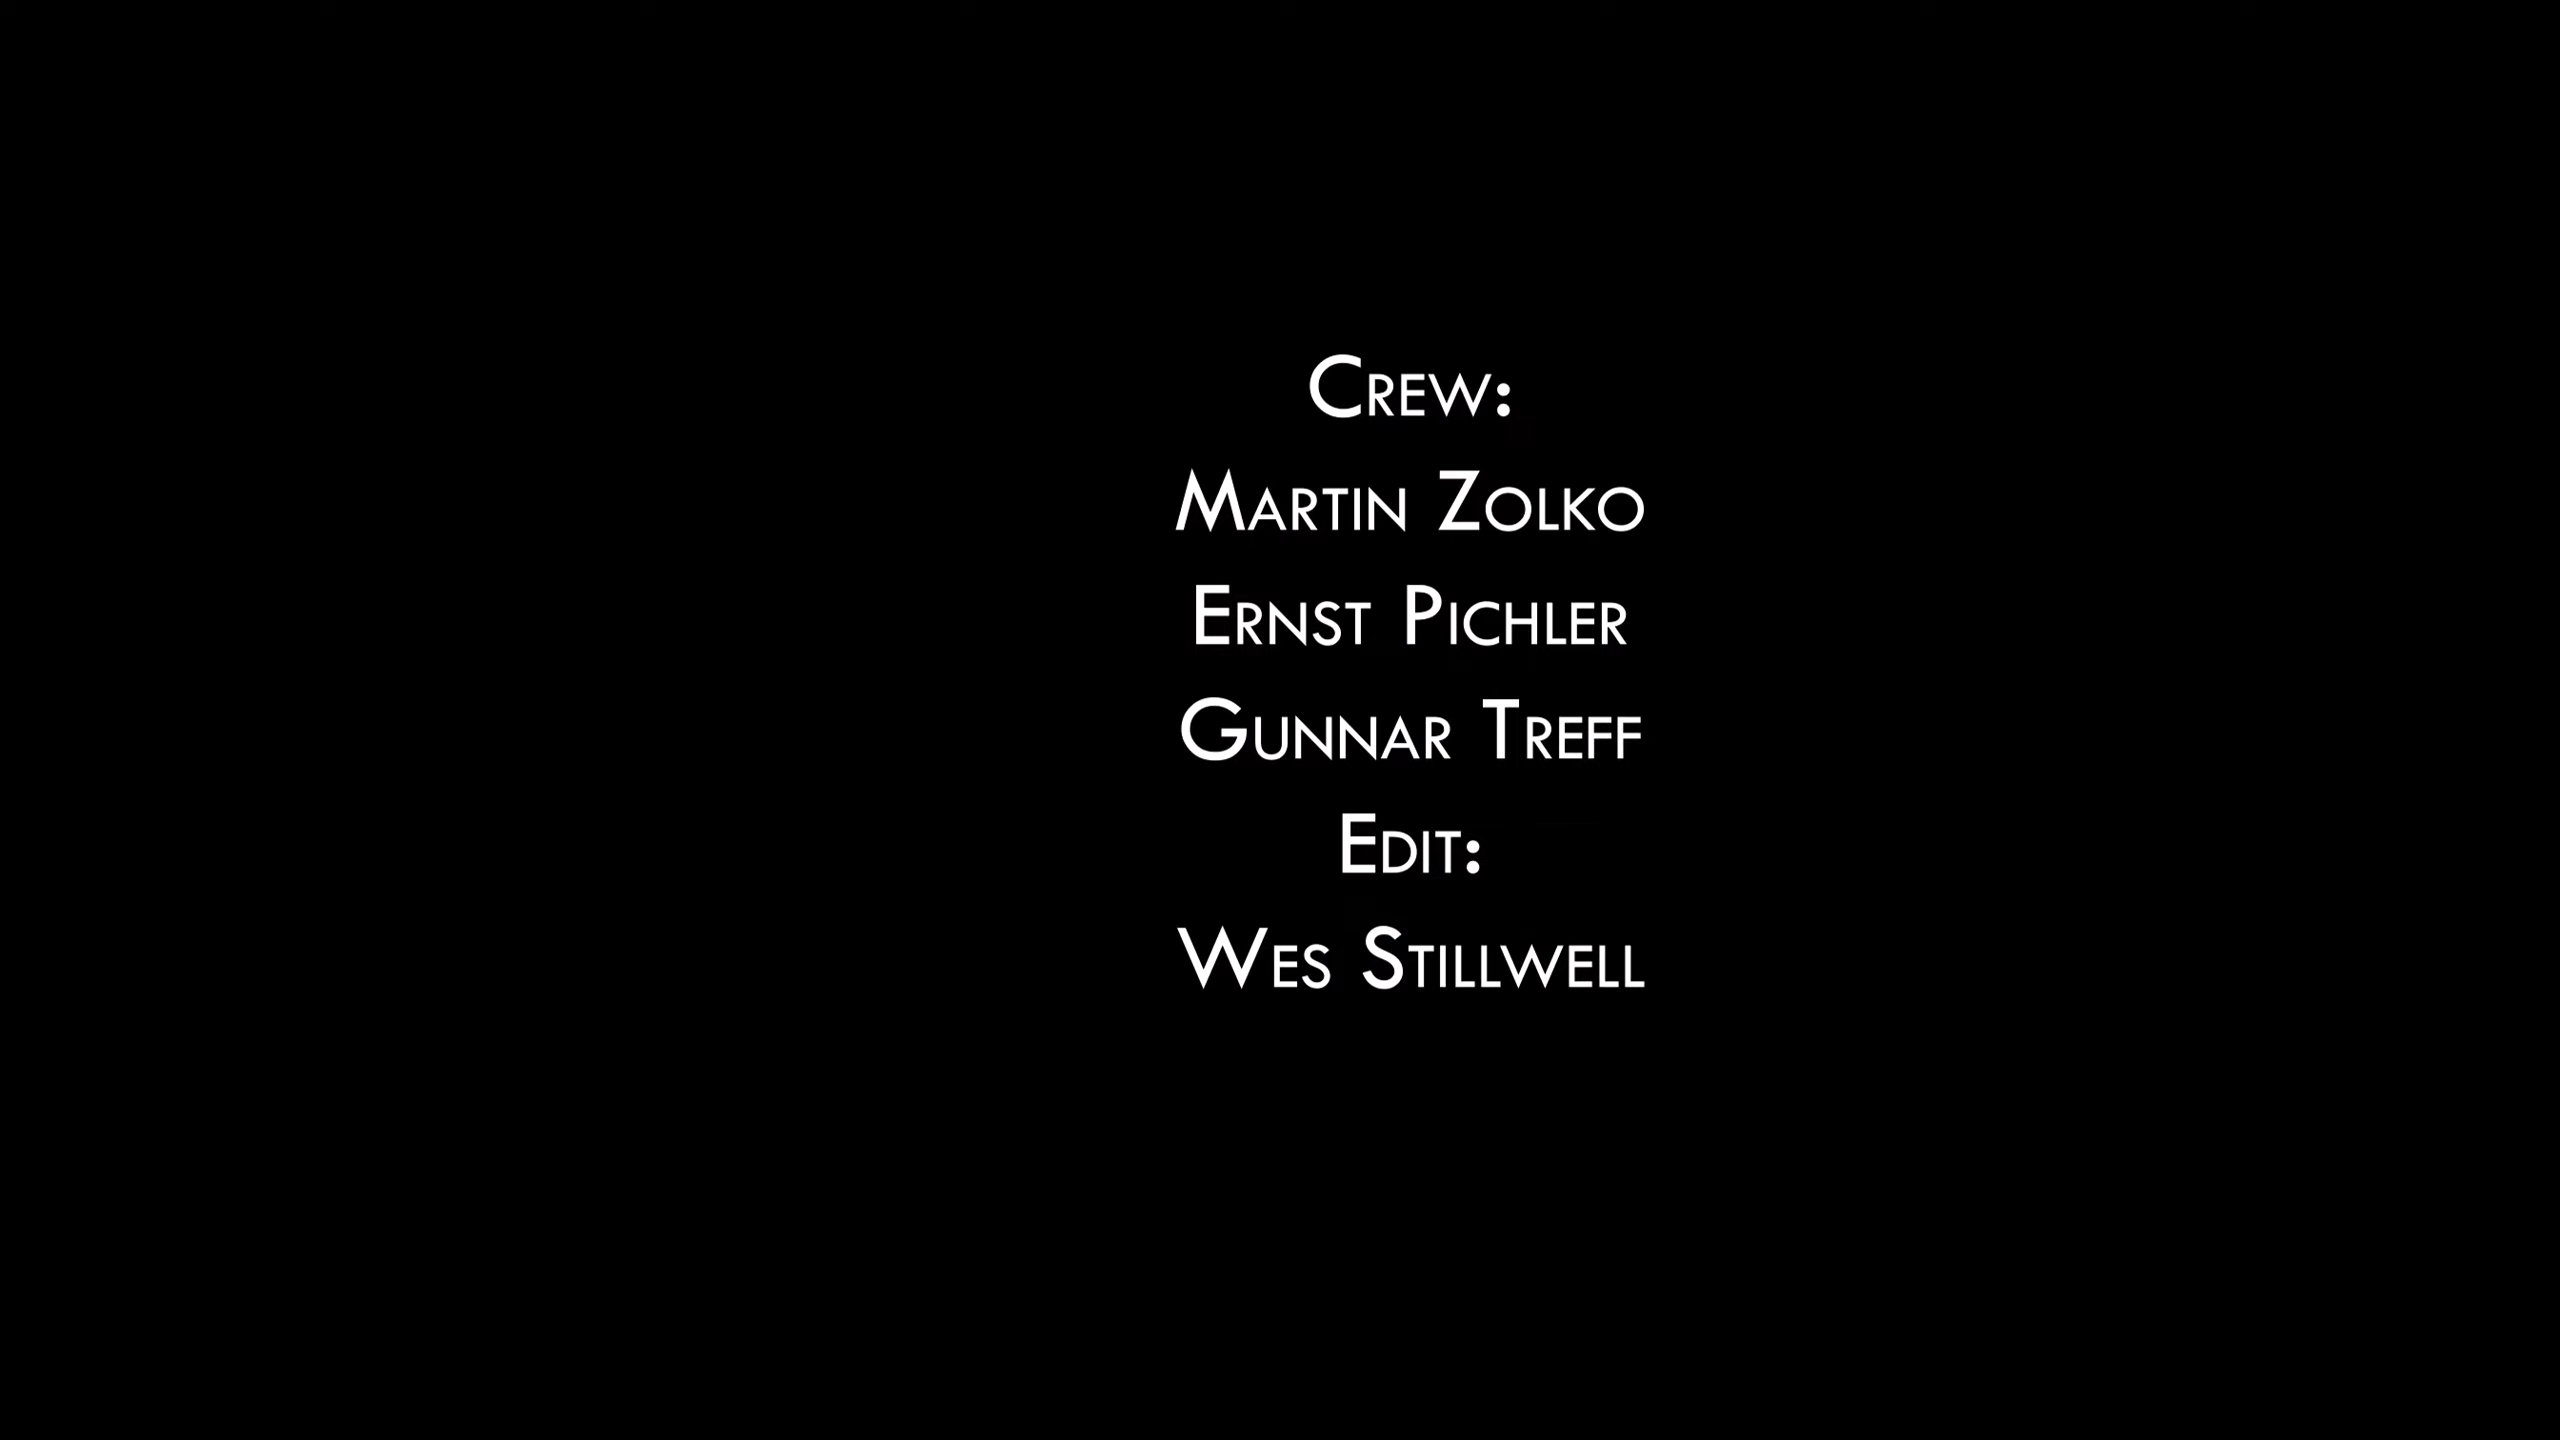 Crew:
Martin Zolko
Ernst Pichler
Gunnar Treff
Edit:
Wes Stillwell